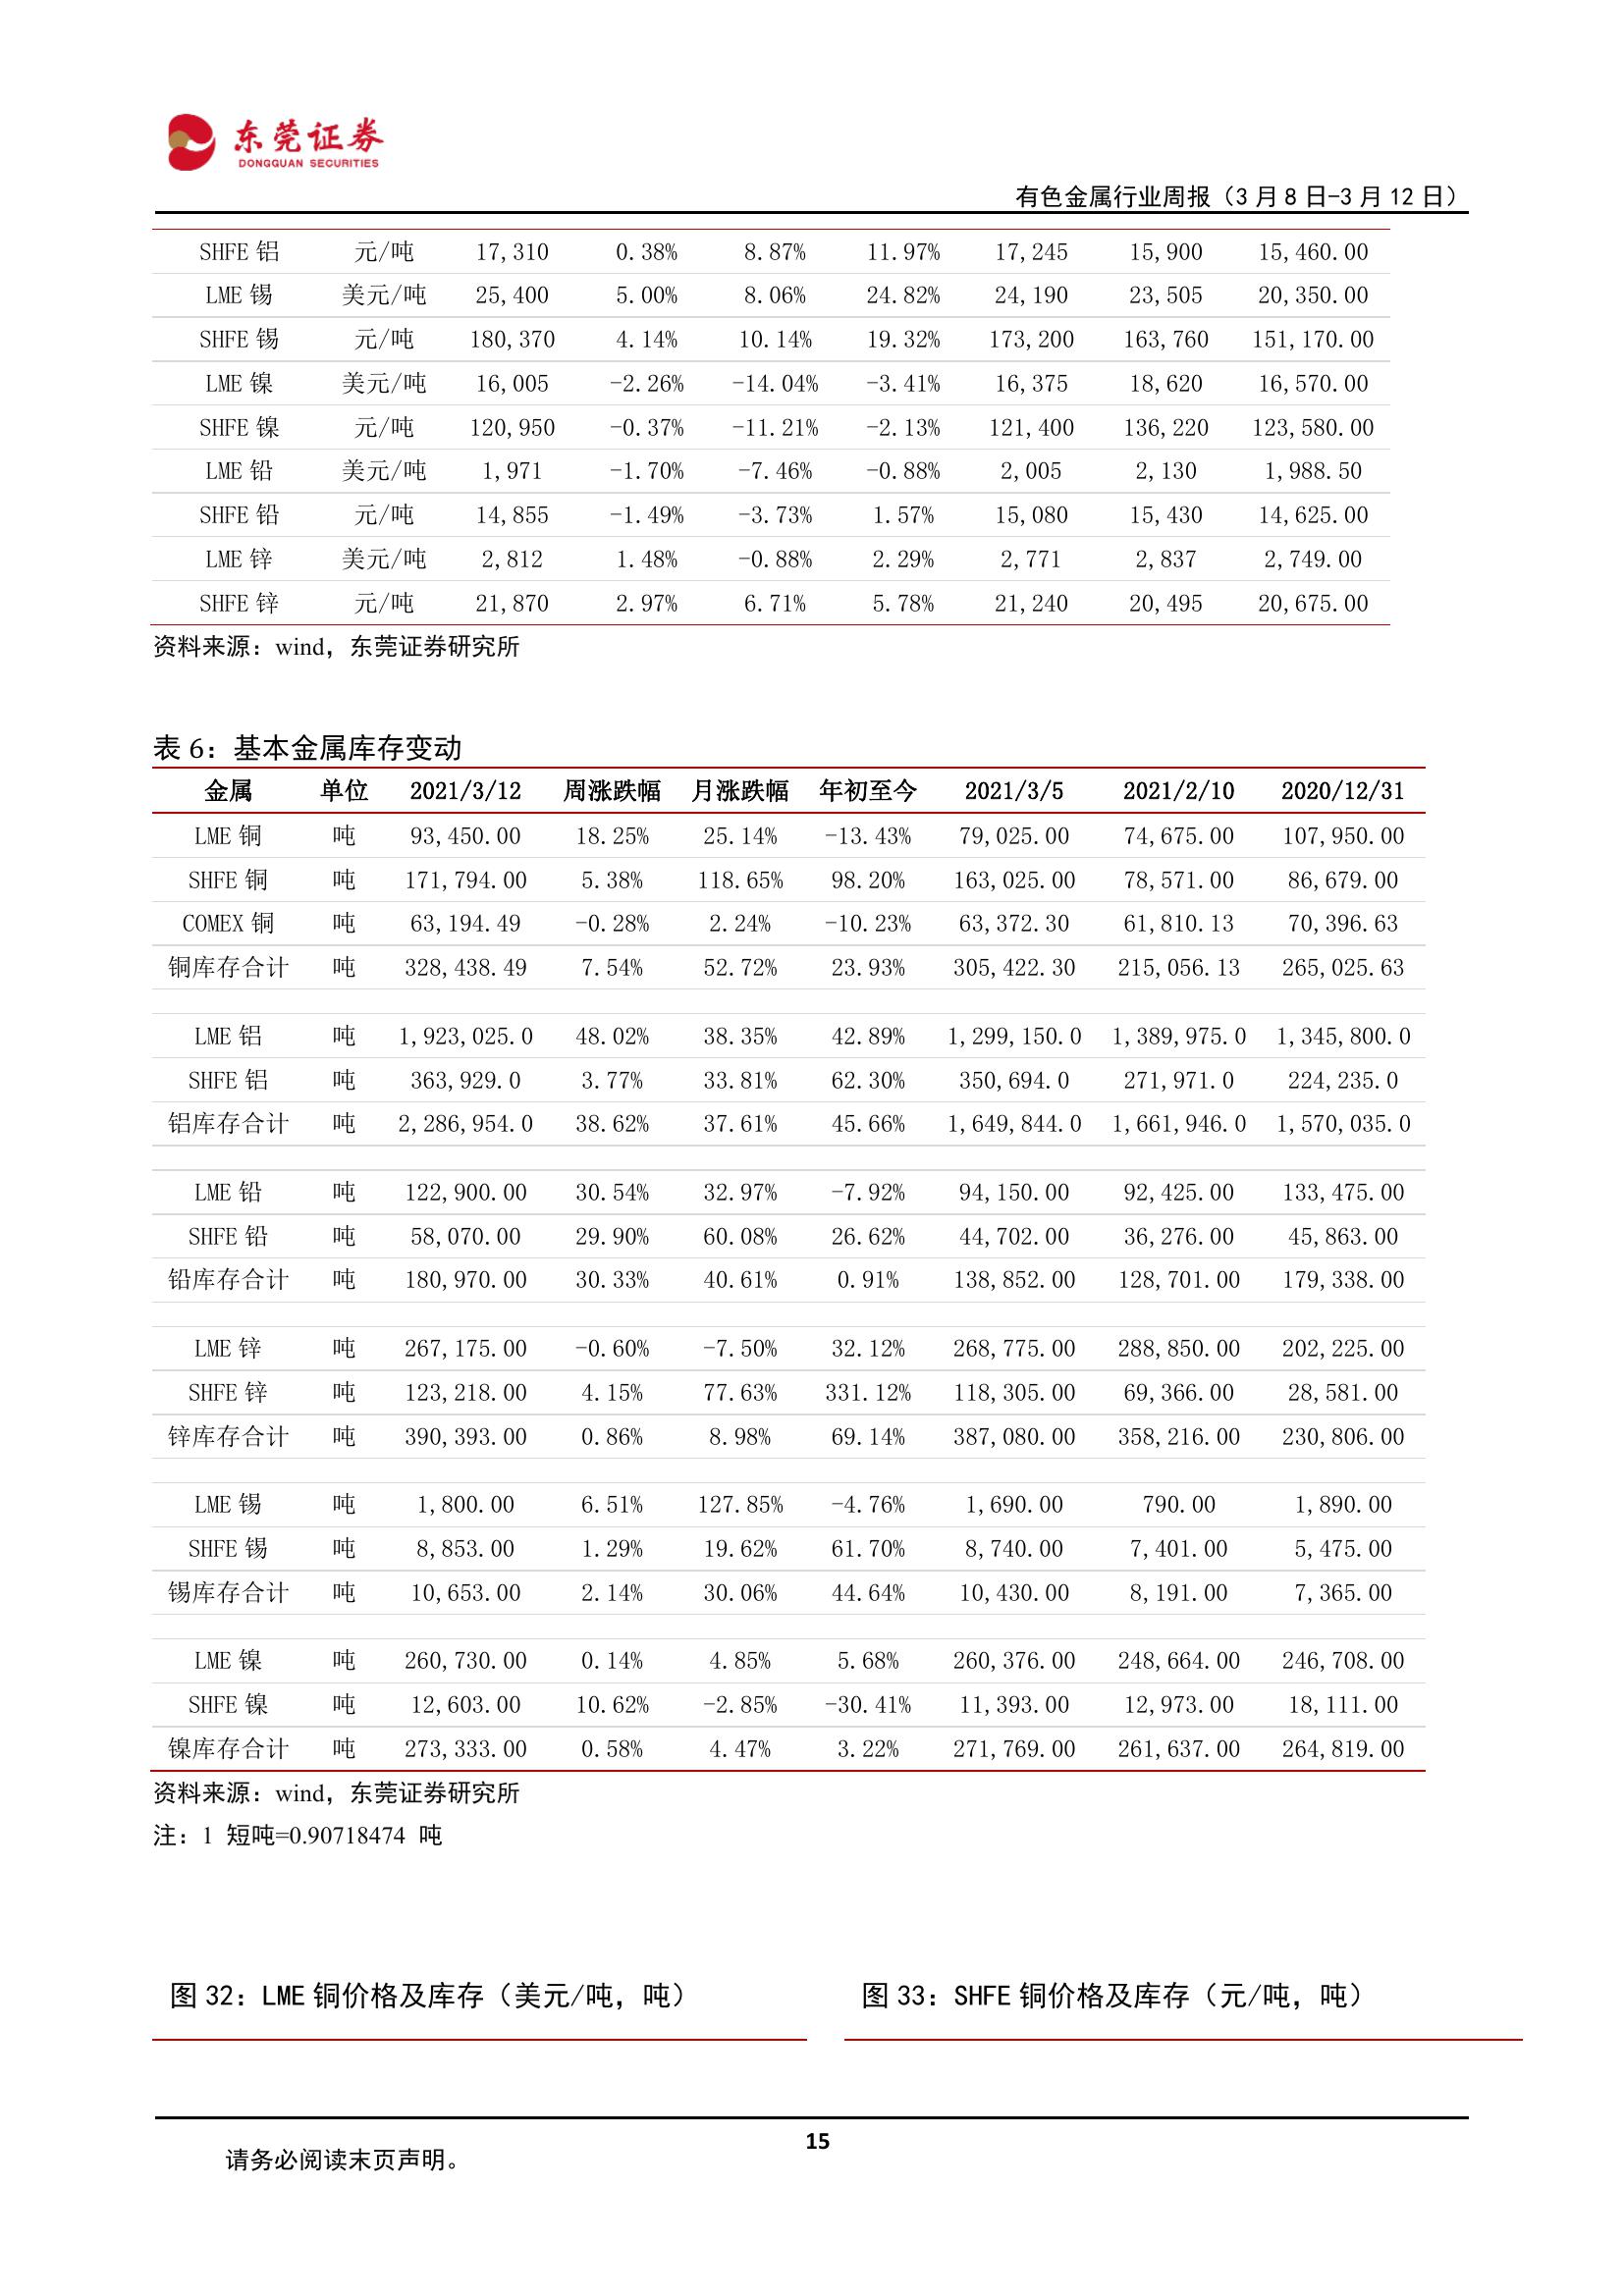 东莞证券
DONGGUAN SECURITIES
有色金属行业周报（3 月 8 日-3 月 12 日）
SHFE 铝 元/吨 17,310 0.38% 8.87% 11.97% 17,245 15,900 15,460.00
LME 锡 美元/吨 25,400 5.00% 8.06% 24.82% 24,190 23,505 20,350.00
SHFE 锡 元/吨 180,370 4.14% 10.14% 19.32% 173,200 163,760 151,170.00
LME 镍 美元/吨 16,005 -2.26% -14.04% -3.41% 16,375 18,620 16,570.00
SHFE 镍 元/吨 120,950 -0.37% -11.21% -2.13% 121,400 136,220 123,580.00
LME 铅 美元/吨 1,971 -1.70% -7.46% -0.88% 2,005 2,130 1,988.50
SHFE 铅 元/吨 14,855 -1.49% -3.73% 1.57% 15,080 15,430 14,625.00
LME 锌 美元/吨 2,812 1.48% -0.88% 2.29% 2,771 2,837 2,749.00
SHFE 锌 元/吨 21,870 2.97% 6.71% 5.78% 21,240 20,495 20,675.00
资料来源：wind，东莞证券研究所
表 6：基本金属库存变动
金属 单位 2021/3/12 周涨跌幅 月涨跌幅 年初至今 2021/3/5 2021/2/10 2020/12/31
LME 铜 吨 93,450.00 18.25% 25.14% -13.43% 79,025.00 74,675.00 107,950.00
SHFE 铜 吨 171,794.00 5.38% 118.65% 98.20% 163,025.00 78,571.00 86,679.00
COMEX 铜 吨 63,194.49 -0.28% 2.24% -10.23% 63,372.30 61,810.13 70,396.63
铜库存合计 吨 328,438.49 7.54% 52.72% 23.93% 305,422.30 215,056.13 265,025.63
LME 铝 吨 1,923,025.0 48.02% 38.35% 42.89% 1,299,150.0 1,389,975.0 1,345,800.0
SHFE 铝 吨 363,929.0 3.77% 33.81% 62.30% 350,694.0 271,971.0 224,235.0
铝库存合计 吨 2,286,954.0 38.62% 37.61% 45.66% 1,649,844.0 1,661,946.0 1,570,035.0
LME 铅 吨 122,900.00 30.54% 32.97% -7.92% 94,150.00 92,425.00 133,475.00
SHFE 铅 吨 58,070.00 29.90% 60.08% 26.62% 44,702.00 36,276.00 45,863.00
铅库存合计 吨 180,970.00 30.33% 40.61% 0.91% 138,852.00 128,701.00 179,338.00
LME 锌 吨 267,175.00 -0.60% -7.50% 32.12% 268,775.00 288,850.00 202,225.00
SHFE 锌 吨 123,218.00 4.15% 77.63% 331.12% 118,305.00 69,366.00 28,581.00
锌库存合计 吨 390,393.00 0.86% 8.98% 69.14% 387,080.00 358,216.00 230,806.00
LME 锡 吨 1,800.00 6.51% 127.85% -4.76% 1,690.00 790.00 1,890.00
SHFE 锡 吨 8,853.00 1.29% 19.62% 61.70% 8,740.00 7,401.00 5,475.00
锡库存合计 吨 10,653.00 2.14% 30.06% 44.64% 10,430.00 8,191.00 7,365.00
LME 镍 吨 260,730.00 0.14% 4.85% 5.68% 260,376.00 248,664.00 246,708.00
SHFE 镍 吨 12,603.00 10.62% -2.85% -30.41% 11,393.00 12,973.00 18,111.00
镍库存合计 吨 273,333.00 0.58% 4.47% 3.22% 271,769.00 261,637.00 264,819.00
资料来源：wind，东莞证券研究所
注：1 短吨=0.90718474 吨
图 32：LME 铜价格及库存（美元/吨，吨）
图 33：SHFE 铜价格及库存（元/吨，吨）
15
请务必阅读末页声明。